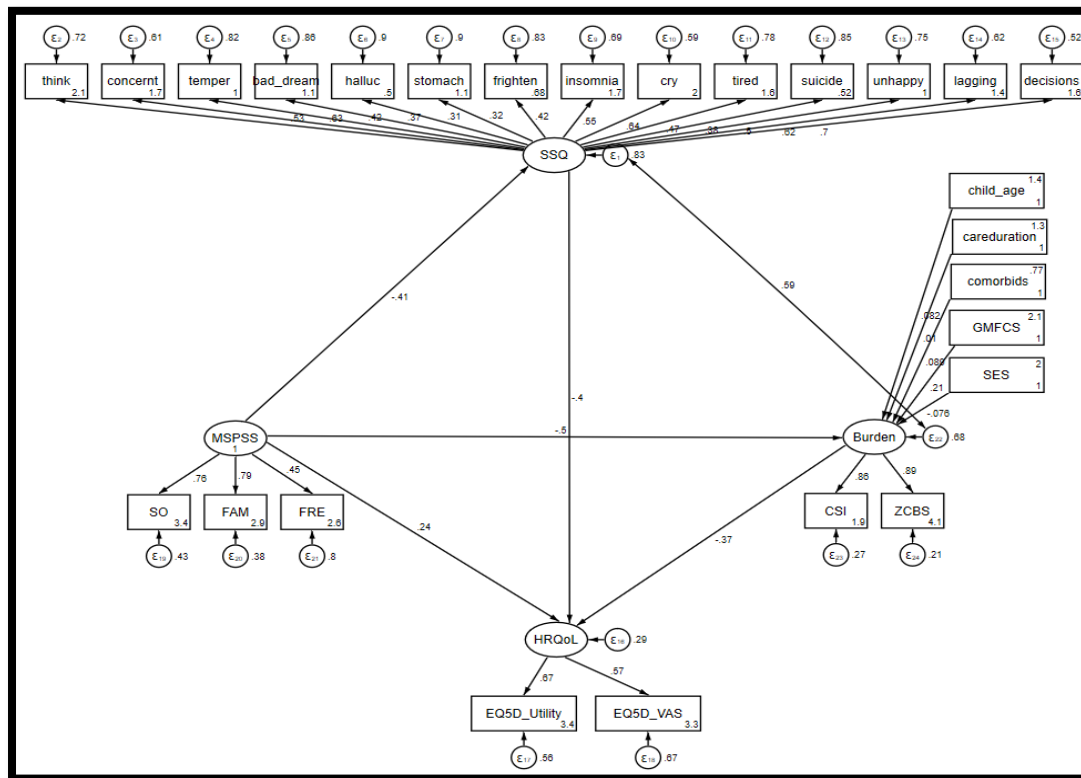 ε₂ .72 ε₃ .61 ε₄ .82 ε₅ .86 ε₆ .9 ε₇ .9 ε₈ .83 ε₉ .69 ε₁₀ .59 ε₁₁ .78 ε₁₂ .85 ε₁₃ .75 ε₁₄ .62 ε₁₅ .52
think concernt temper bad_dream halluc stomach frighten insomnia cry tired suicide unhappy lagging decisions
2.1 1.7 1 1.1 .5 1.1 .68 1.7 2 1.6 .52 1 1.4 1.6
.53 .63 .42 .37 .31 .32 .42 .55 .64 .47 .38 .6 .62 .7
SSQ ε₁ .83
1.4
child_age
1
1.3
careduration
1
.77
comorbids
1
2.1
GMFCS
1
2
SES
1
-.41
.59
.082
.01
.089
.21
-.076
-.4
-.5
MSPSS
1
Burden ε₂₂ .68
.76 .79 .45
.86 .89
SO FAM FRE
3.4 2.9 2.6
CSI ZCBS
1.9 4.1
ε₁₉ .43 ε₂₀ .38 ε₂₁ .8
ε₂₃ .27 ε₂₄ .21
.24
-.37
HRQoL ε₁₆ .29
.67 .57
EQ5D_Utility EQ5D_VAS
3.4 3.3
ε₁₇ .56 ε₁₈ .67